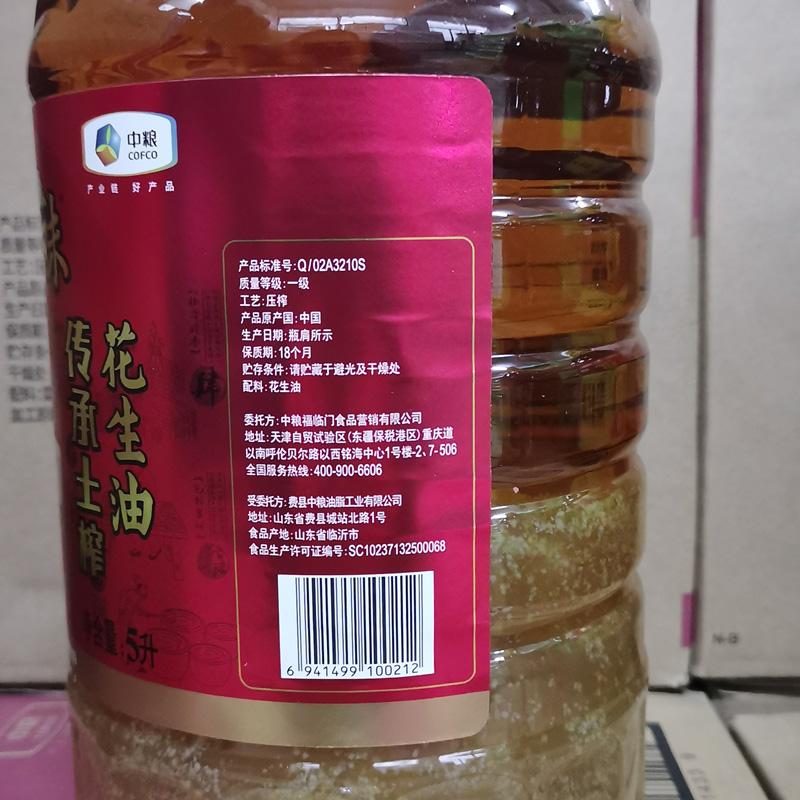 中粮
COFCO
产业链 好产品
花生油
传承土榨
5升
产品标准号:Q/02A3210S
质量等级:一级
工艺:压榨
产品原产国:中国
生产日期:瓶肩所示
保质期:18个月
贮存条件:请贮藏于避光及干燥处
配料:花生油
委托方:中粮福临门食品营销有限公司
地址:天津自贸试验区(东疆保税港区)重庆道
以南呼伦贝尔路以西铭海中心1号楼-2、7-506
全国服务热线:400-900-6606
受委托方:费县中粮油脂工业有限公司
地址:山东省费县城站北路1号
食品产地:山东省临沂市
食品生产许可证编号:SC10237132500068
6 941499 100212
N-B